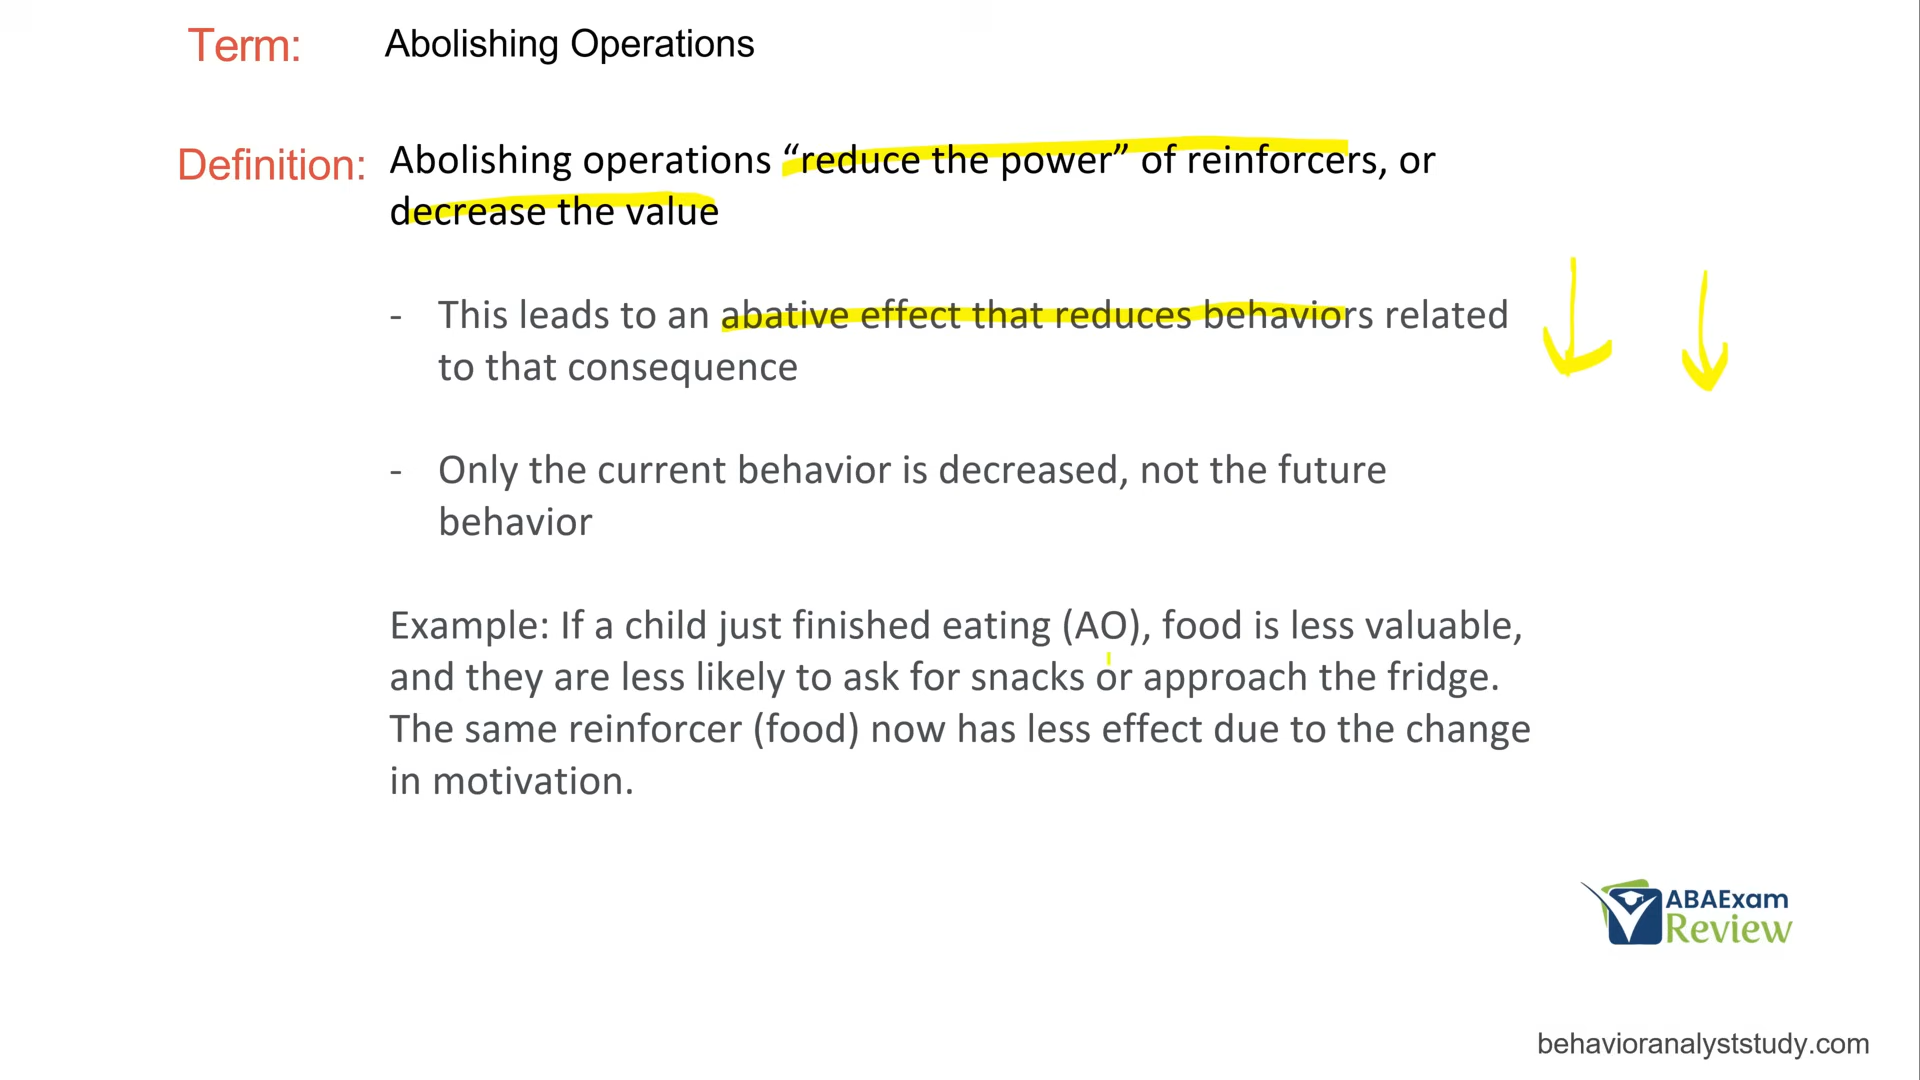 Term: Abolishing Operations
Definition: Abolishing operations “reduce the power” of reinforcers, or
decrease the value
- This leads to an abative effect that reduces behaviors related
to that consequence
- Only the current behavior is decreased, not the future
behavior
Example: If a child just finished eating (AO), food is less valuable,
and they are less likely to ask for snacks or approach the fridge.
The same reinforcer (food) now has less effect due to the change
in motivation.
ABAExam
Review
behavioranalyststudy.com